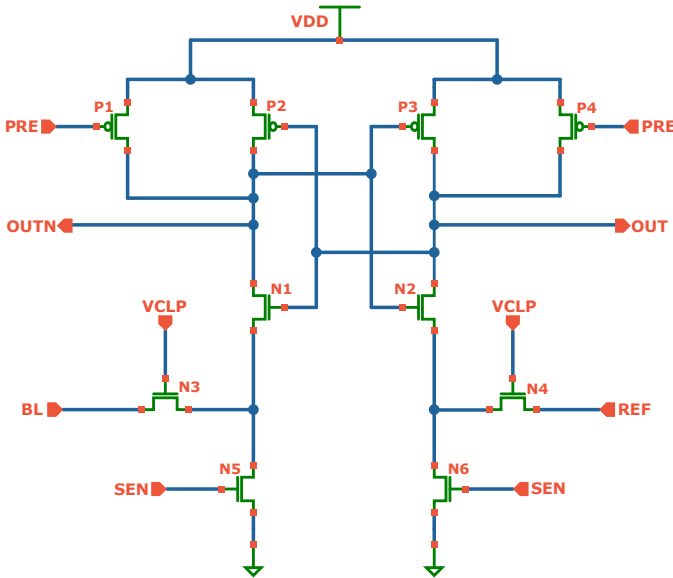 VDD
P1
P2
P3
P4
PRE
PRE
OUTN
OUT
N1
N2
VCLP
VCLP
N3
N4
BL
REF
N5
N6
SEN
SEN